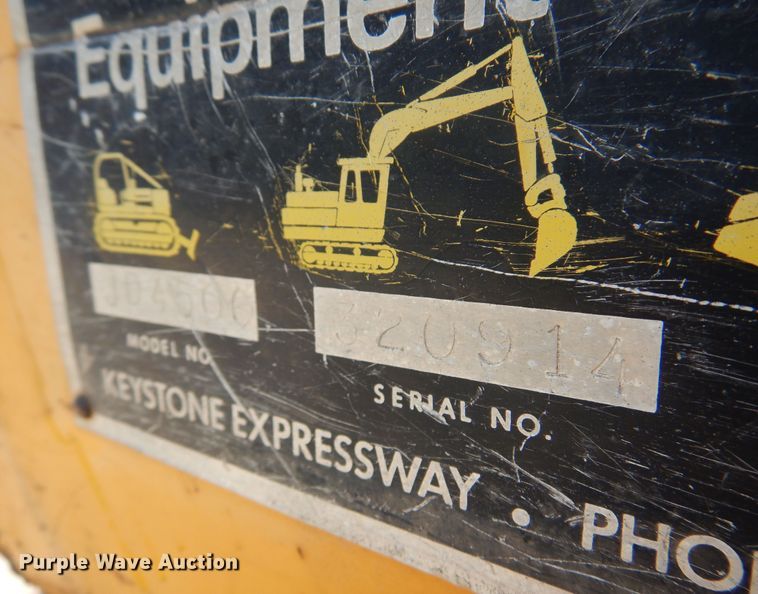 Equipment
JD450C 320914
MODEL NO. SERIAL NO.
KEYSTONE EXPRESSWAY • PHO
Purple Wave Auction